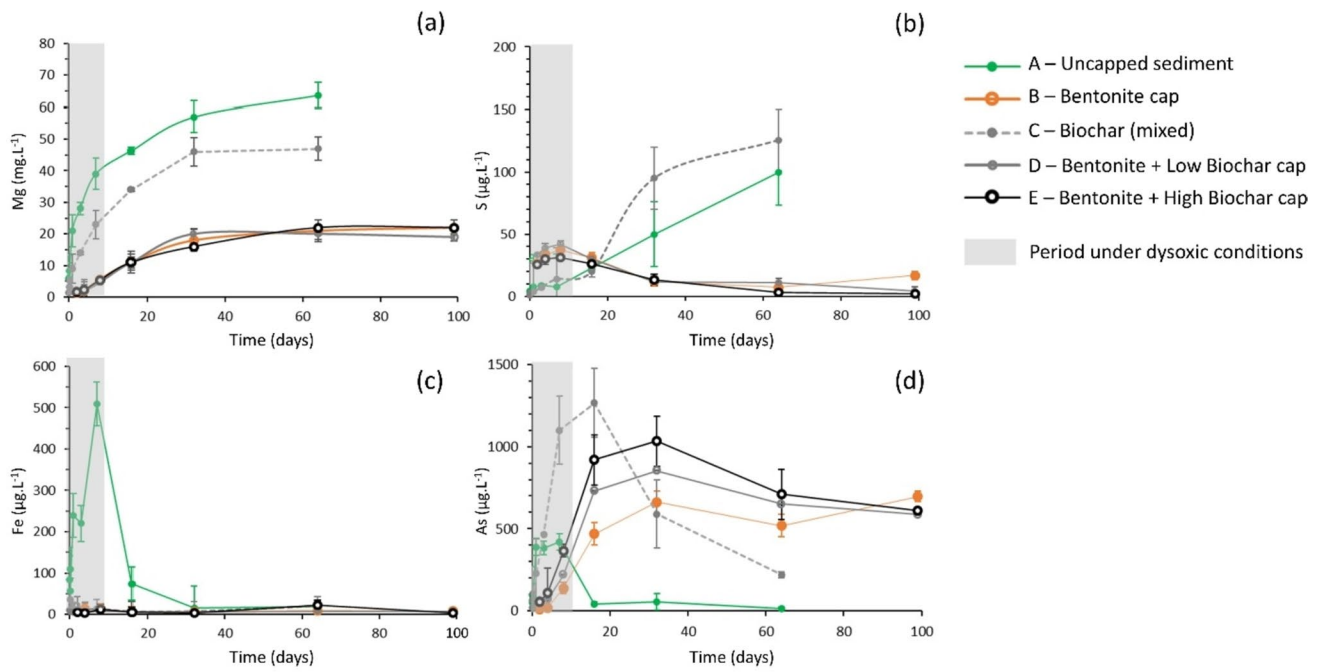 (a)
80
70
60
50
40
30
20
10
0
Mg (mg.L-1)
0 20 40 60 80 100
Time (days)
(b)
200
150
100
50
0
S (µg.L-1)
0 20 40 60 80 100
Time (days)
A – Uncapped sediment
B – Bentonite cap
C – Biochar (mixed)
D – Bentonite + Low Biochar cap
E – Bentonite + High Biochar cap
Period under dysoxic conditions
(c)
600
500
400
300
200
100
0
Fe (µg.L-1)
0 20 40 60 80 100
Time (days)
(d)
1500
1000
500
0
As (µg.L-1)
0 20 40 60 80 100
Time (days)